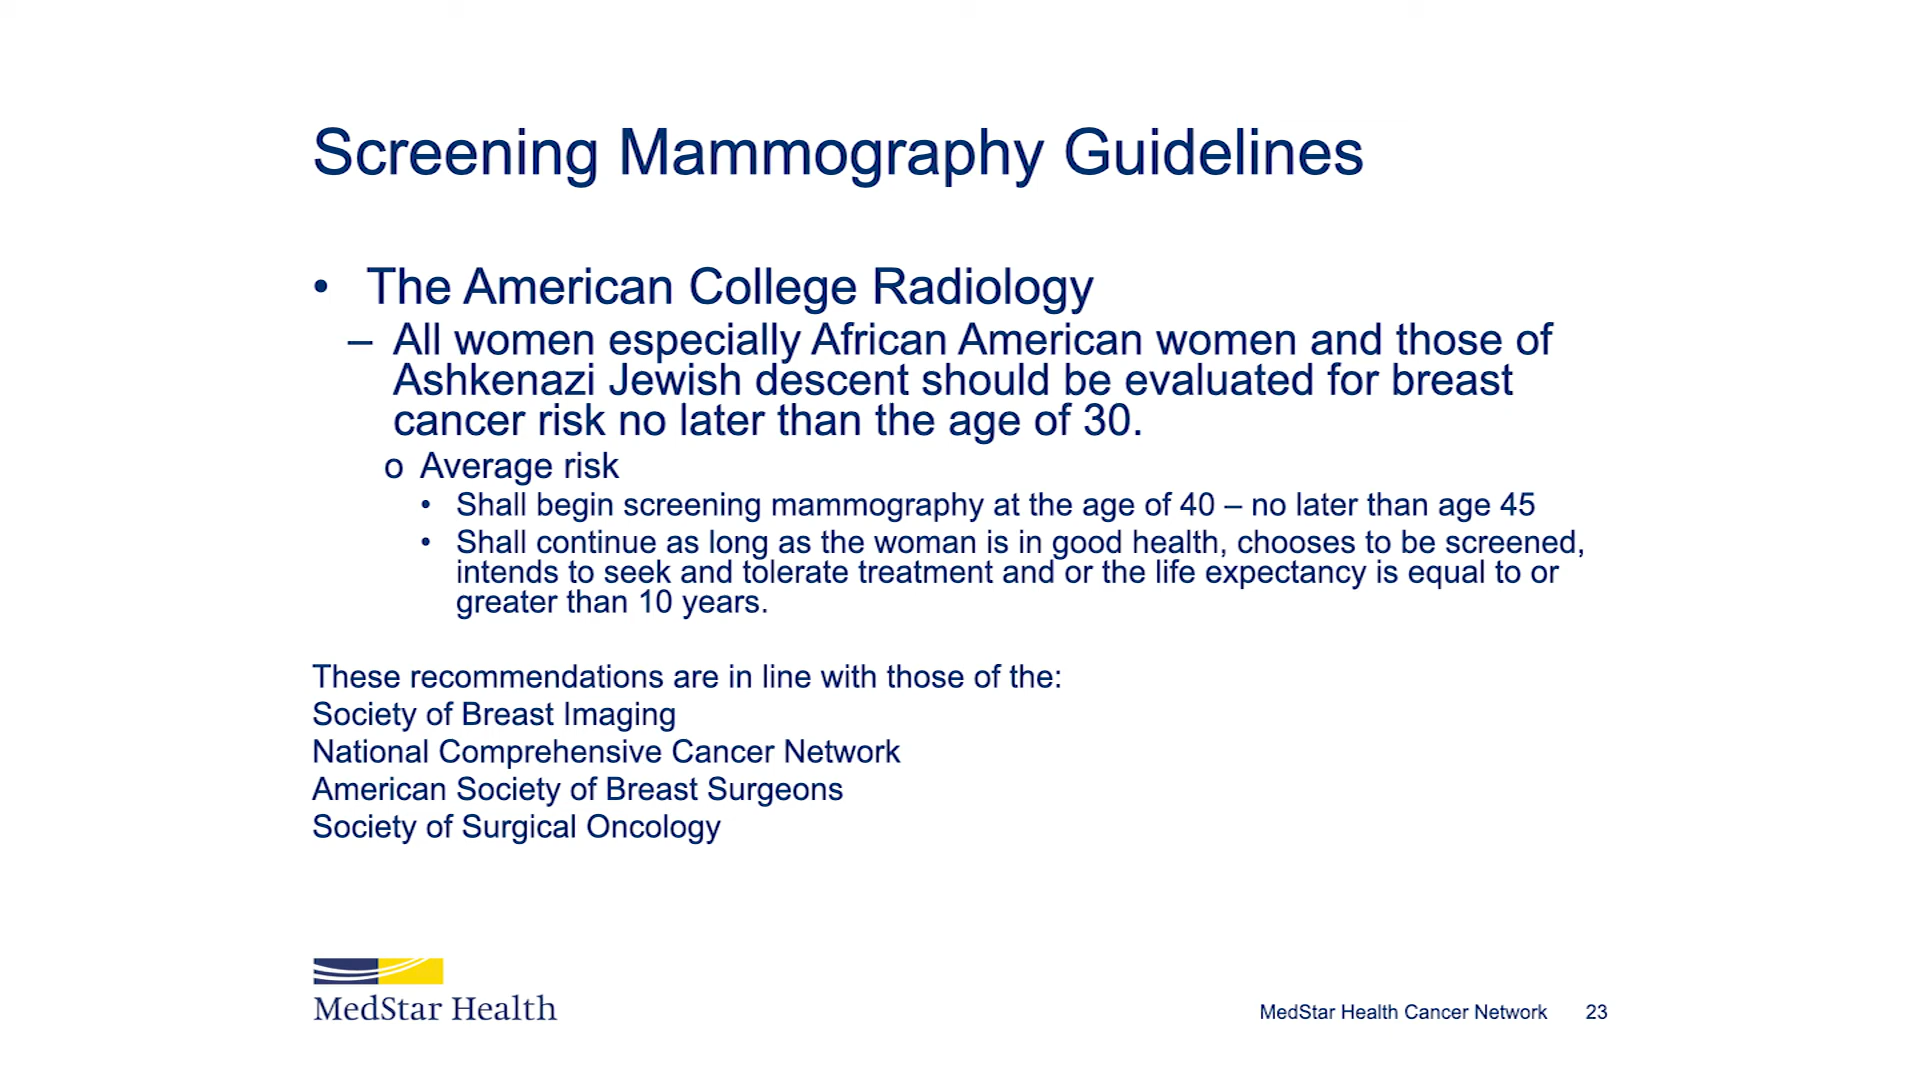 Screening Mammography Guidelines
• The American College Radiology
– All women especially African American women and those of
Ashkenazi Jewish descent should be evaluated for breast
cancer risk no later than the age of 30.
o Average risk
• Shall begin screening mammography at the age of 40 – no later than age 45
• Shall continue as long as the woman is in good health, chooses to be screened,
intends to seek and tolerate treatment and or the life expectancy is equal to or
greater than 10 years.
These recommendations are in line with those of the:
Society of Breast Imaging
National Comprehensive Cancer Network
American Society of Breast Surgeons
Society of Surgical Oncology
MedStar Health
MedStar Health Cancer Network 23